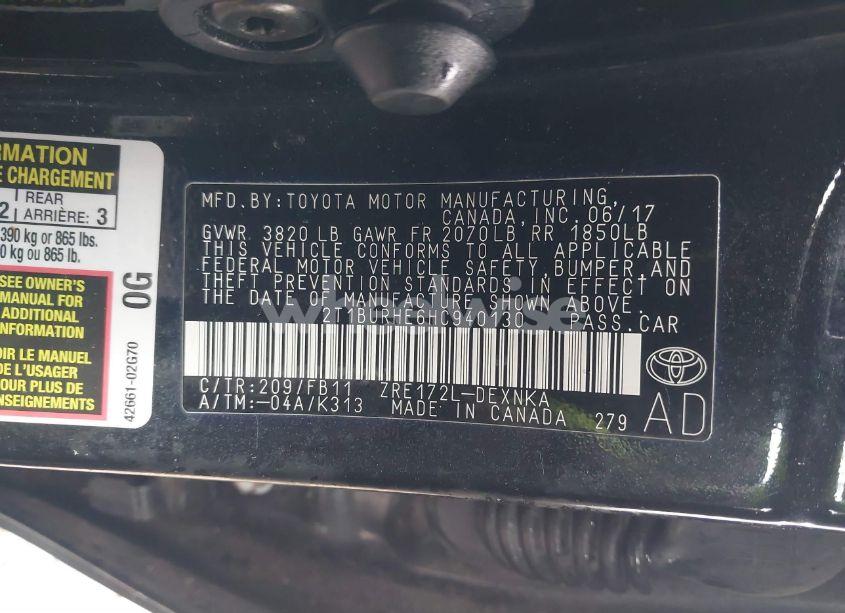 RMATION
E CHARGEMENT
2 REAR
ARRIÈRE: 3
390 kg or 865 lbs.
0 kg ou 865 lb.
SEE OWNER'S
MANUAL FOR
ADDITIONAL
INFORMATION
OIR LE MANUEL
DE L'USAGER
POUR PLUS DE
ENSEIGNEMENTS
0G
42661-02G70
MFD. BY: TOYOTA MOTOR MANUFACTURING,
CANADA, INC. 06/17
GVWR. 3820 LB GAWR FR 2070LB, RR 1850LB
THIS VEHICLE CONFORMS TO ALL APPLICABLE
FEDERAL MOTOR VEHICLE SAFETY, BUMPER, AND
THEFT PREVENTION STANDARDS IN EFFECT ON
THE DATE OF MANUFACTURE SHOWN ABOVE.
2T1BURHE6HC940130 PASS. CAR
C/TR: 209/FB11 ZRE172L-DEXNKA
A/TM: -04A/K313 MADE IN CANADA 279
AD
wheelwise